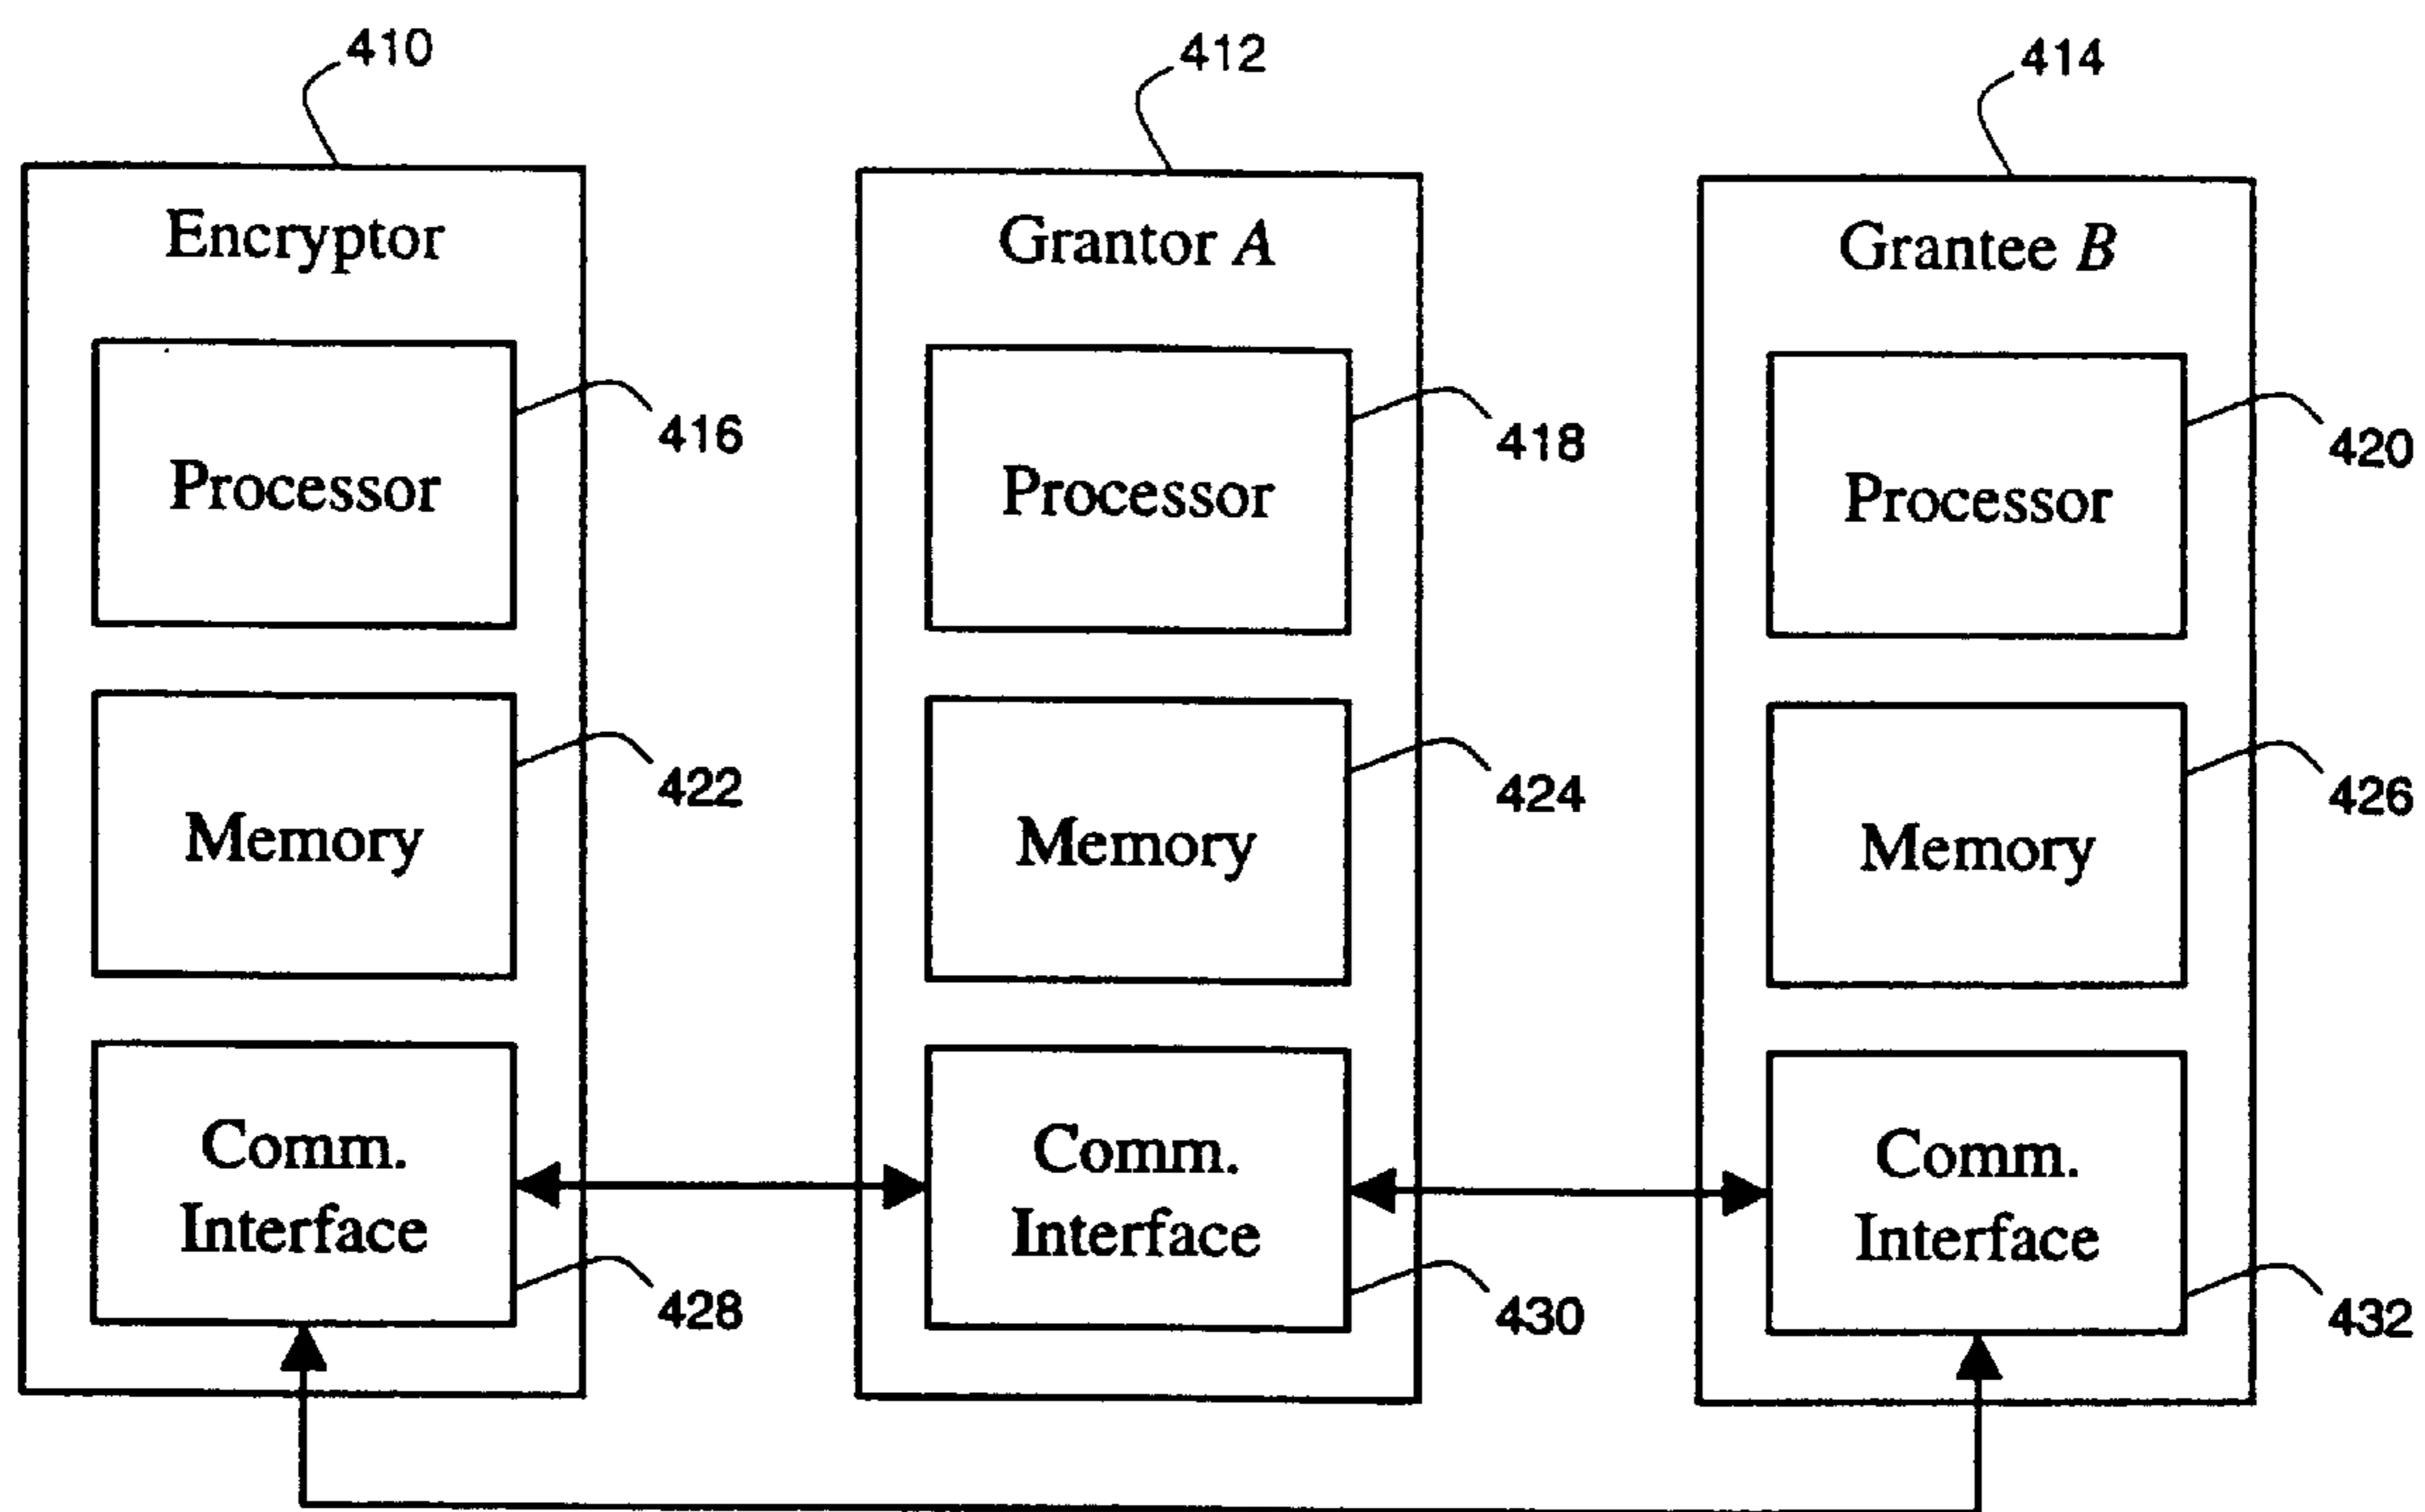 410
412
414
Encryptor
Grantor A
Grantee B
416
418
420
Processor
Processor
Processor
422
424
426
Memory
Memory
Memory
Comm.
Interface
Comm.
Interface
Comm.
Interface
428
430
432